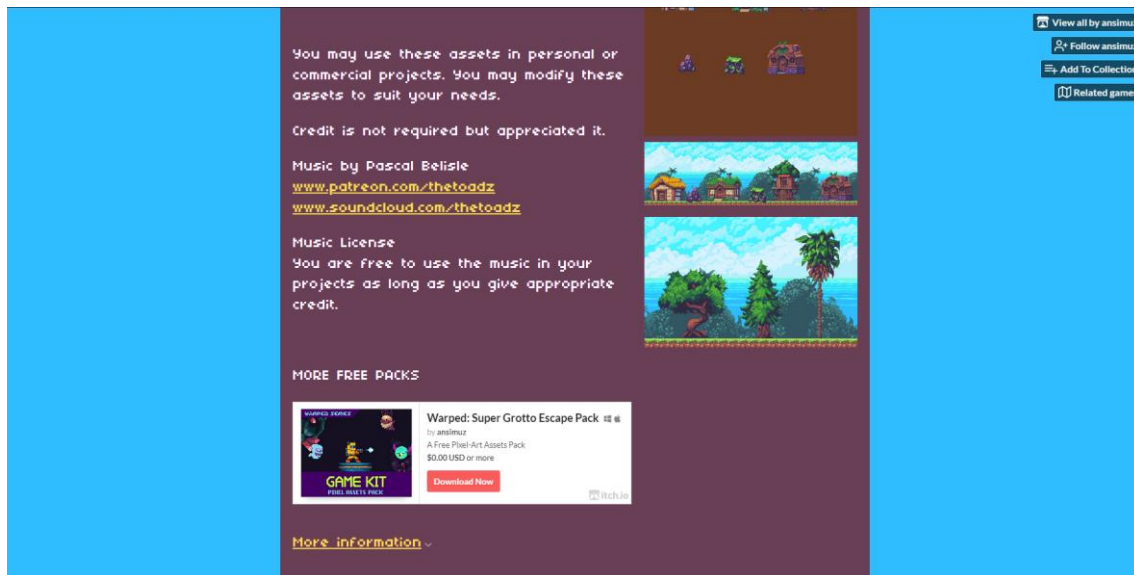 You may use these assets in personal or
commercial projects. You may modify these
assets to suit your needs.
Credit is not required but appreciated it.
Music by Pascal Belisle
www.patreon.com/thetoadz
www.soundcloud.com/thetoadz
Music License
You are free to use the music in your
projects as long as you give appropriate
credit.
MORE FREE PACKS
WARPED SERIES
GAME KIT
PIXEL ASSETS PACK
Warped: Super Grotto Escape Pack
by ansimuz
A Free Pixel-Art Assets Pack
$0.00 USD or more
Download Now
itch.io
More information
View all by ansimuz
Follow ansimuz
Add To Collection
Related game